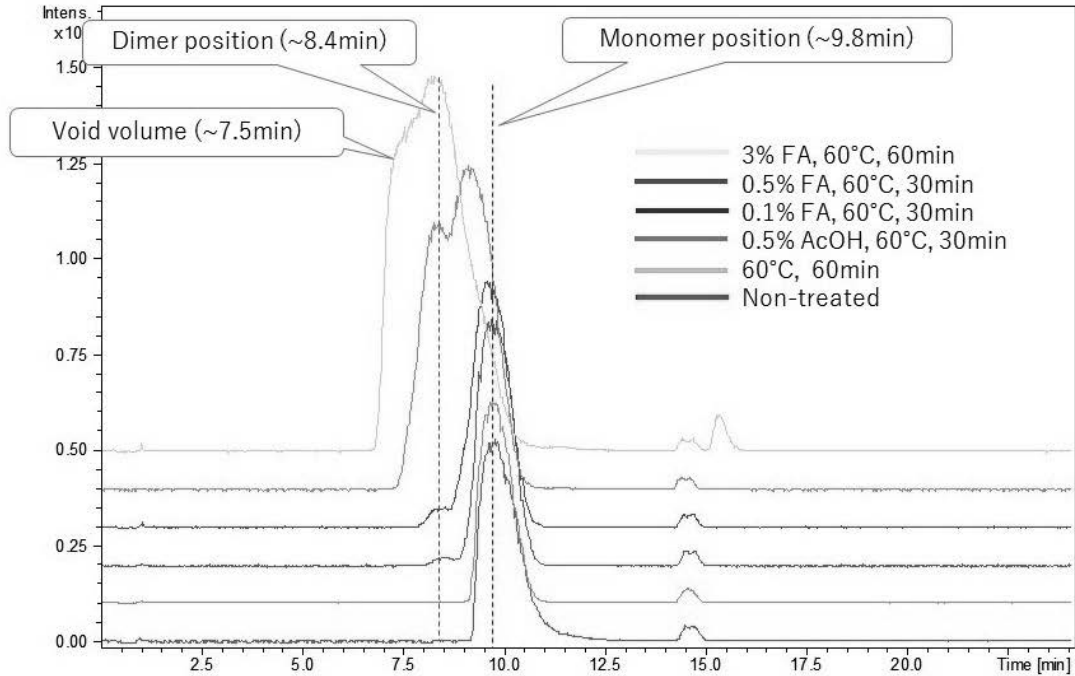 Intens.
x10
Dimer position (~8.4min)
Monomer position (~9.8min)
1.50
Void volume (~7.5min)
1.25
3% FA, 60°C, 60min
0.5% FA, 60°C, 30min
0.1% FA, 60°C, 30min
0.5% AcOH, 60°C, 30min
60°C, 60min
Non-treated
1.00
0.75
0.50
0.25
0.00
2.5 5.0 7.5 10.0 12.5 15.0 17.5 20.0 Time [min]